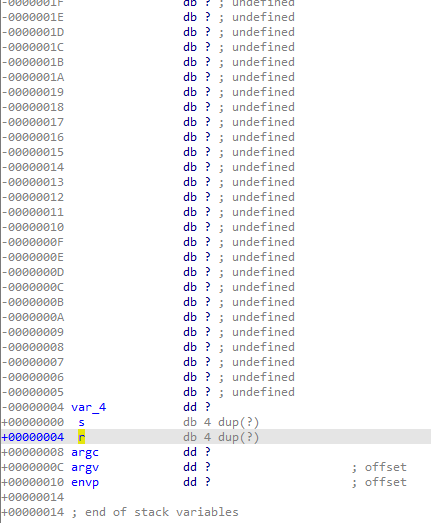 -0000001F db ? ; undefined
-0000001E db ? ; undefined
-0000001D db ? ; undefined
-0000001C db ? ; undefined
-0000001B db ? ; undefined
-0000001A db ? ; undefined
-00000019 db ? ; undefined
-00000018 db ? ; undefined
-00000017 db ? ; undefined
-00000016 db ? ; undefined
-00000015 db ? ; undefined
-00000014 db ? ; undefined
-00000013 db ? ; undefined
-00000012 db ? ; undefined
-00000011 db ? ; undefined
-00000010 db ? ; undefined
-0000000F db ? ; undefined
-0000000E db ? ; undefined
-0000000D db ? ; undefined
-0000000C db ? ; undefined
-0000000B db ? ; undefined
-0000000A db ? ; undefined
-00000009 db ? ; undefined
-00000008 db ? ; undefined
-00000007 db ? ; undefined
-00000006 db ? ; undefined
-00000005 db ? ; undefined
-00000004 var_4 dd ?
+00000000 s db 4 dup(?)
+00000004 r db 4 dup(?)
+00000008 argc dd ?
+0000000C argv dd ? ; offset
+00000010 envp dd ? ; offset
+00000014
+00000014 ; end of stack variables